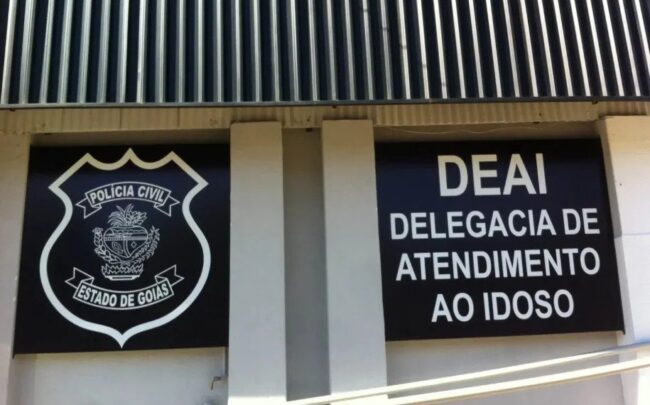 POLÍCIA CIVIL
ESTADO DE GOIÁS
DEAI
DELEGACIA DE
ATENDIMENTO
AO IDOSO